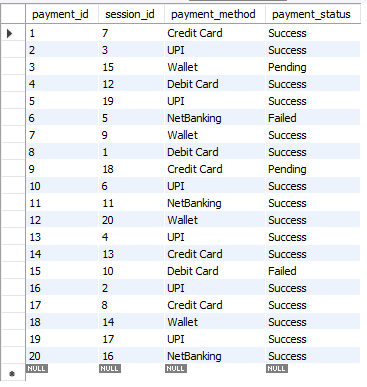 payment_id session_id payment_method payment_status
1 7 Credit Card Success
2 3 UPI Success
3 15 Wallet Pending
4 12 Debit Card Success
5 19 UPI Success
6 5 NetBanking Failed
7 9 Wallet Success
8 1 Debit Card Success
9 18 Credit Card Pending
10 6 UPI Success
11 11 NetBanking Success
12 20 Wallet Success
13 4 UPI Success
14 13 Credit Card Success
15 10 Debit Card Failed
16 2 UPI Success
17 8 Credit Card Success
18 14 Wallet Success
19 17 UPI Success
20 16 NetBanking Success
NULL NULL NULL NULL